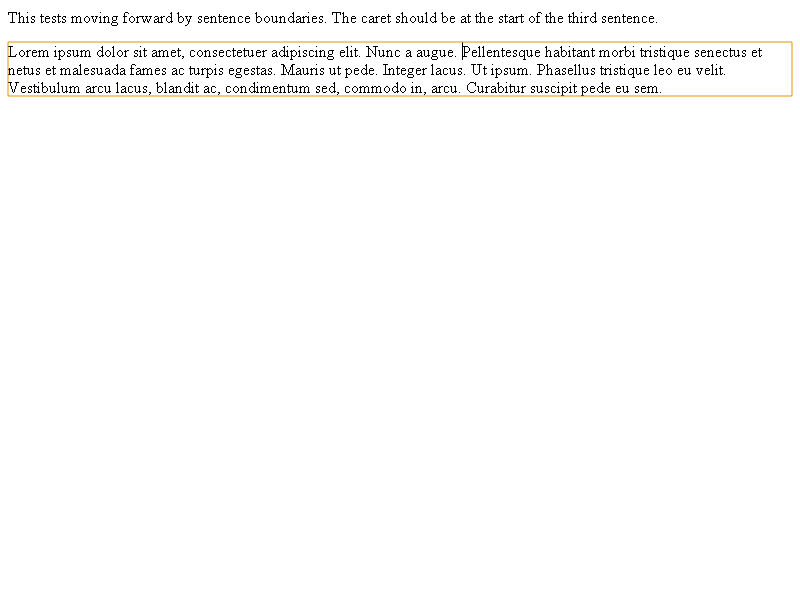 This tests moving forward by sentence boundaries. The caret should be at the start of the third sentence.
Lorem ipsum dolor sit amet, consectetuer adipiscing elit. Nunc a augue. Pellentesque habitant morbi tristique senectus et
netus et malesuada fames ac turpis egestas. Mauris ut pede. Integer lacus. Ut ipsum. Phasellus tristique leo eu velit.
Vestibulum arcu lacus, blandit ac, condimentum sed, commodo in, arcu. Curabitur suscipit pede eu sem.